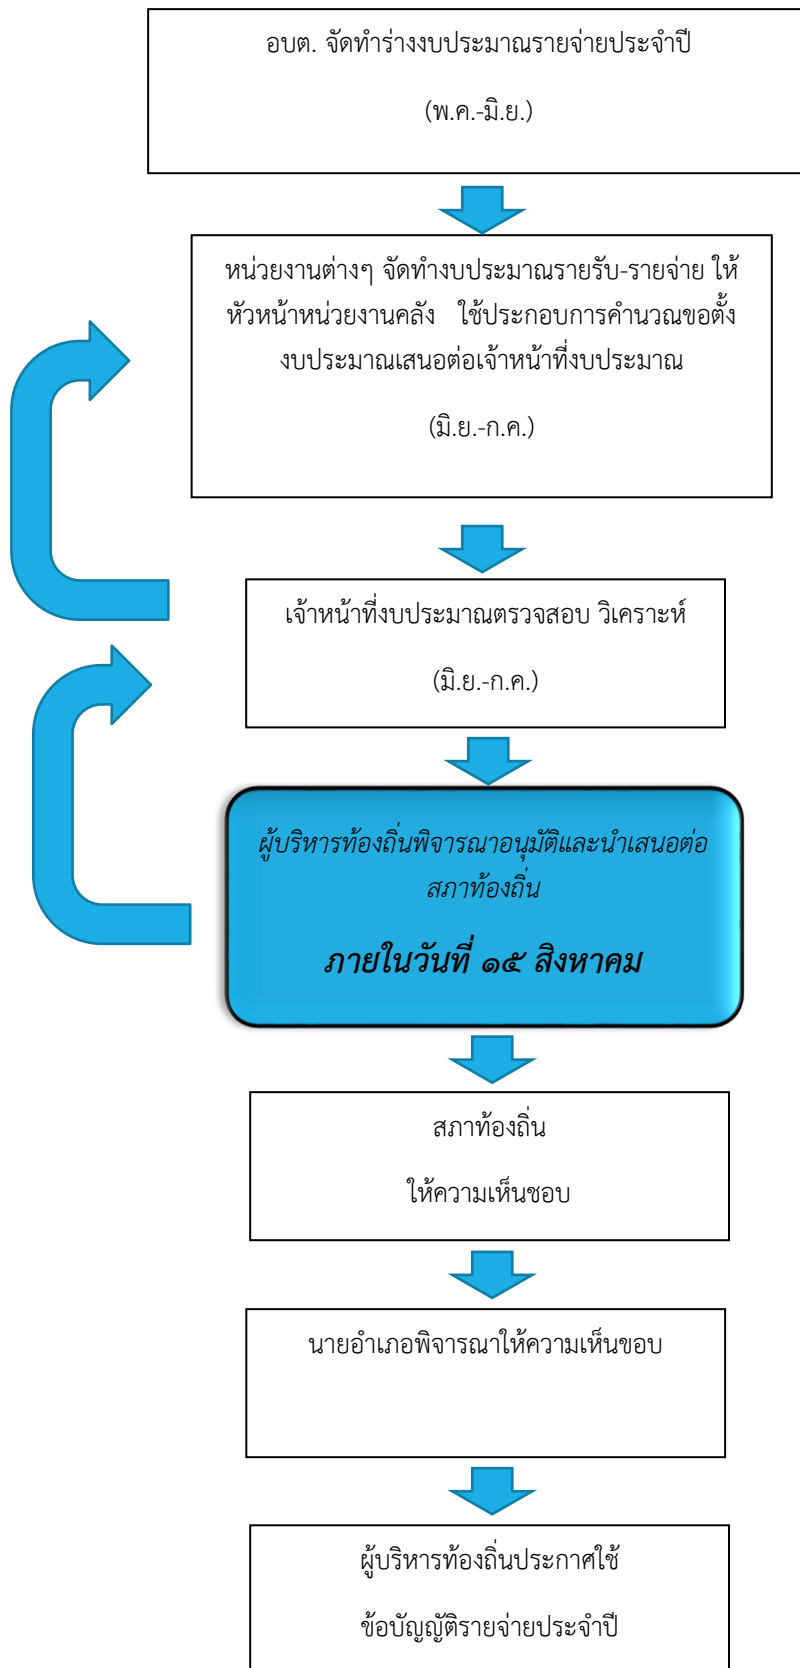 อบต. จัดทำร่างงบประมาณรายจ่ายประจำปี
(พ.ค.-มิ.ย.)
หน่วยงานต่างๆ จัดทำงบประมาณรายรับ-รายจ่าย ให้
หัวหน้าหน่วยงานคลัง ใช้ประกอบการคำนวณขอตั้ง
งบประมาณเสนอต่อเจ้าหน้าที่งบประมาณ
(มิ.ย.-ก.ค.)
เจ้าหน้าที่งบประมาณตรวจสอบ วิเคราะห์
(มิ.ย.-ก.ค.)
ผู้บริหารท้องถิ่นพิจารณาอนุมัติและนำเสนอต่อ
สภาท้องถิ่น
ภายในวันที่ ๑๕ สิงหาคม
สภาท้องถิ่น
ให้ความเห็นชอบ
นายอำเภอพิจารณาให้ความเห็นขอบ
ผู้บริหารท้องถิ่นประกาศใช้
ข้อบัญญัติรายจ่ายประจำปี